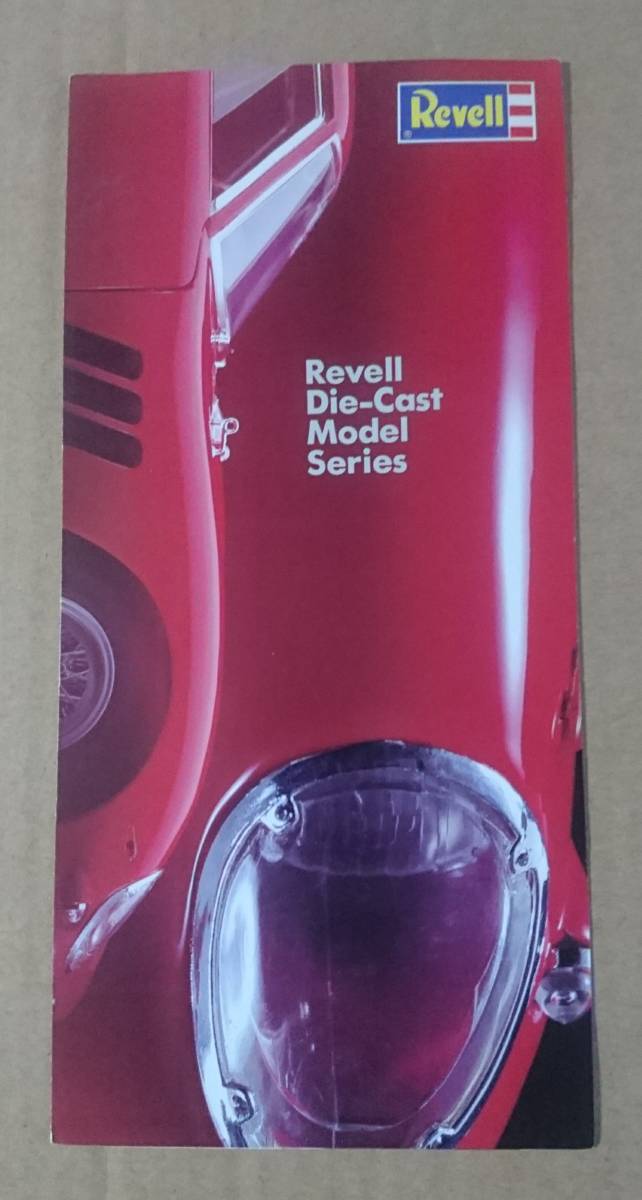 Revell
®
Revell
Die-Cast
Model
Series